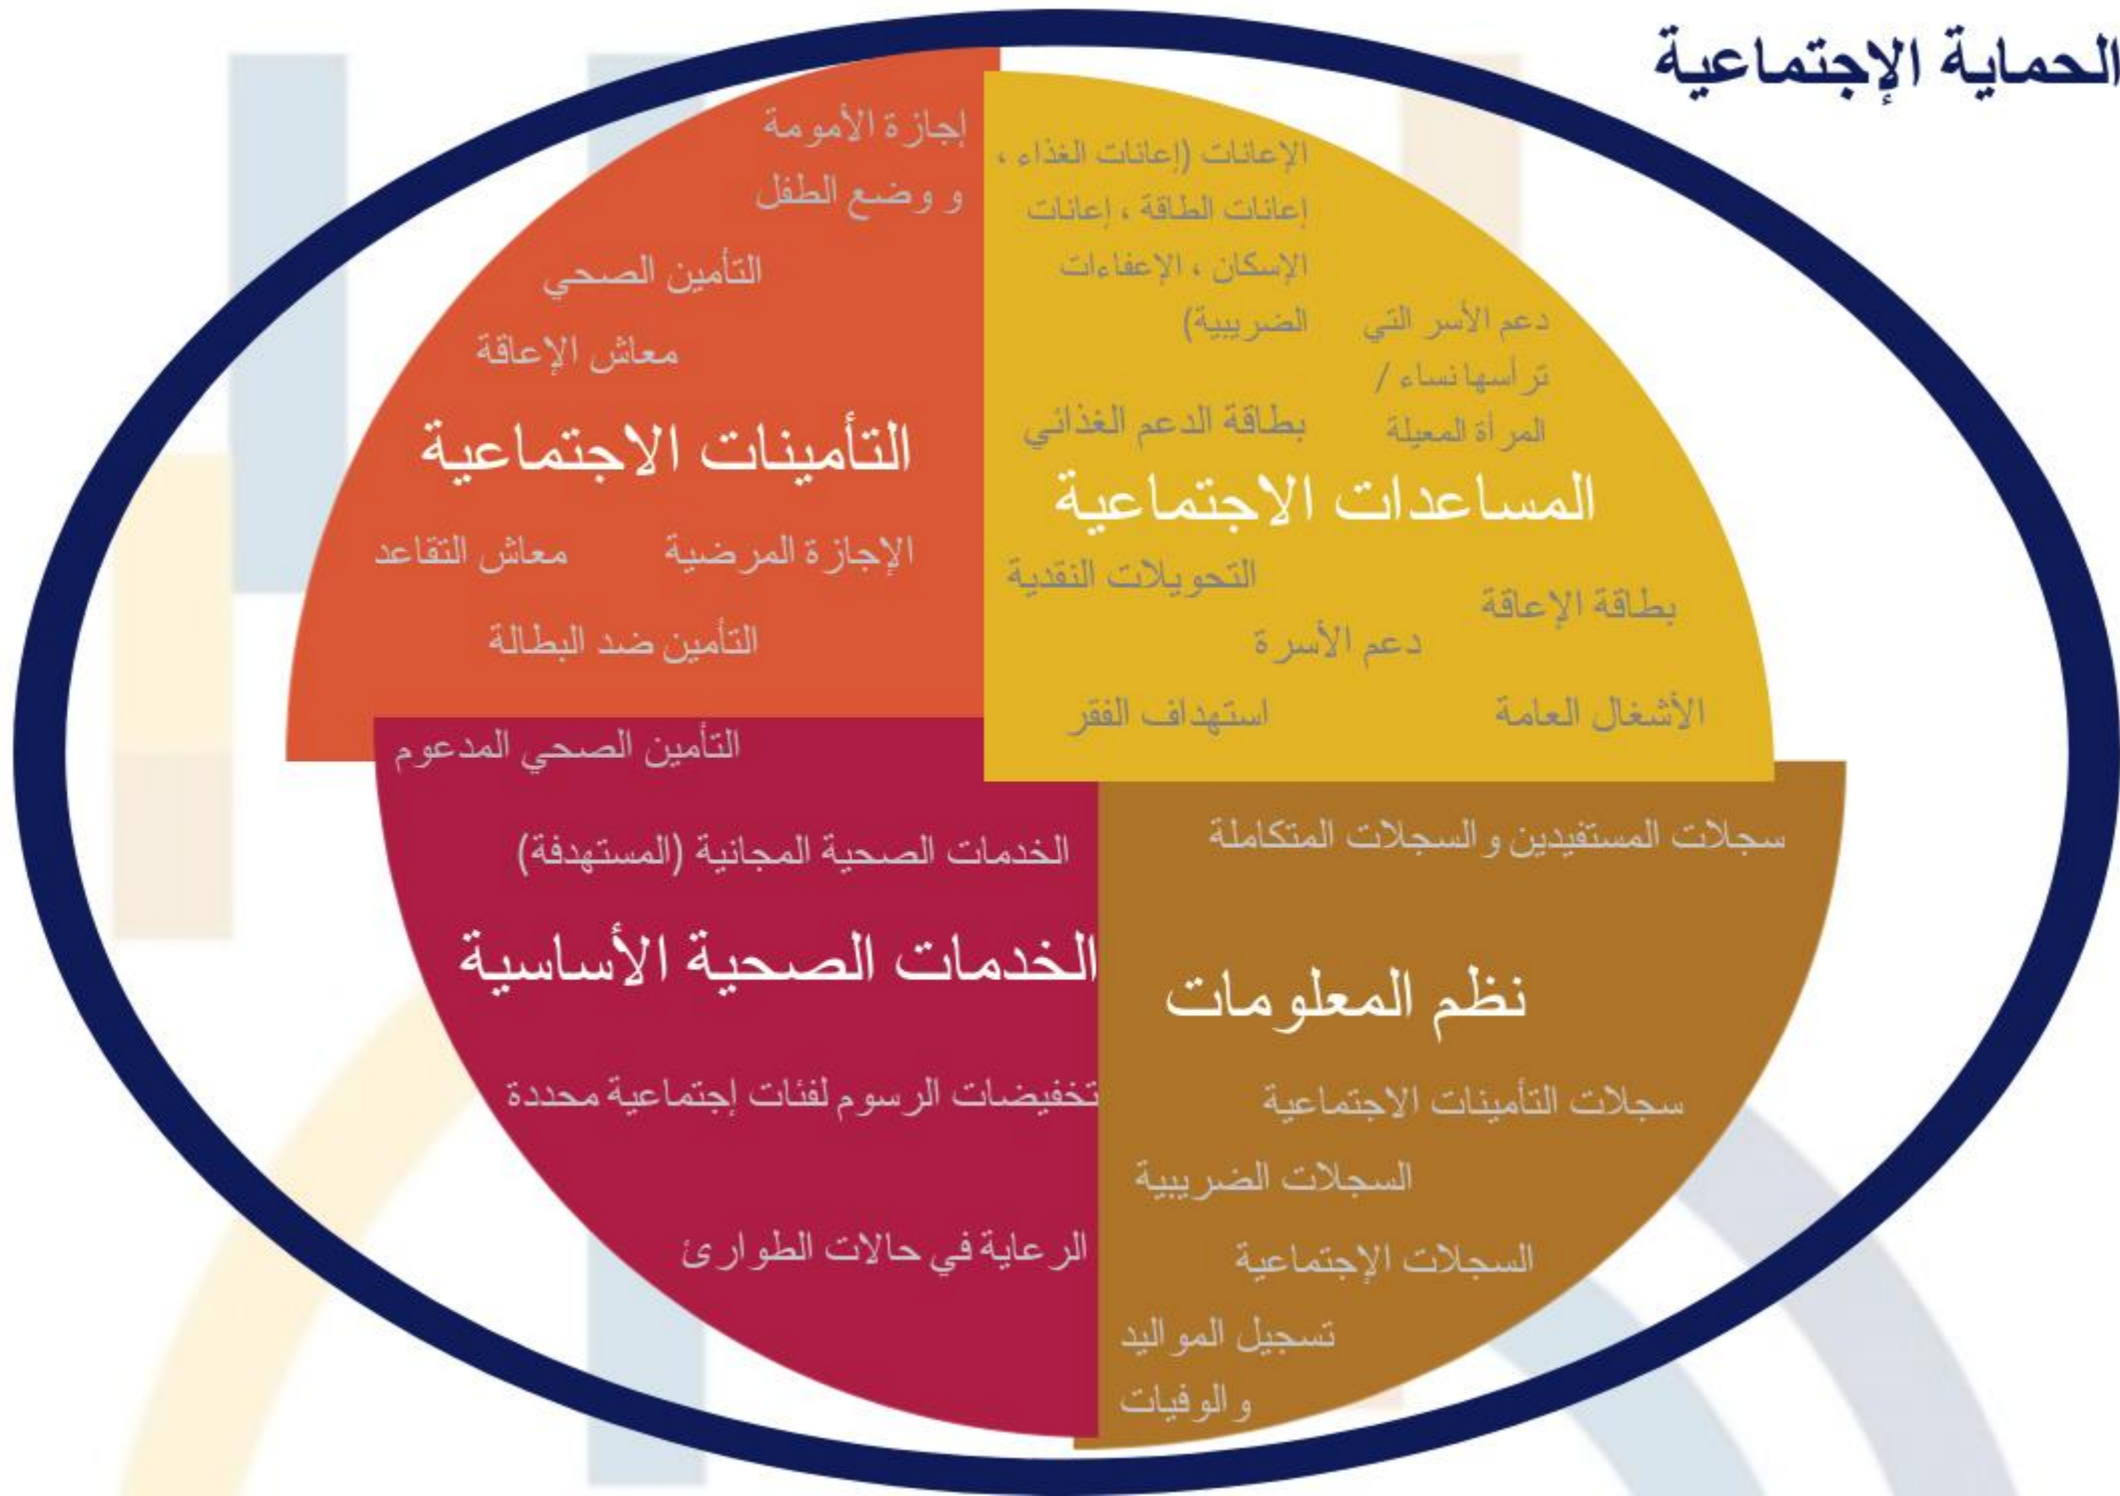 الحماية الإجتماعية
الإعانات (إعانات الغذاء ،
إعانات الطاقة ، إعانات
الإسكان ، الإعفاءات
الضريبية)
دعم الأسر التي
ترأسها نساء /
المرأة المعيلة
بطاقة الدعم الغذائي
المساعدات الاجتماعية
التحويلات النقدية
بطاقة الإعاقة
دعم الأسرة
الأشغال العامة
استهداف الفقر
إجازة الأمومة
و وضع الطفل
التأمين الصحي
معاش الإعاقة
التأمينات الاجتماعية
الإجازة المرضية
معاش التقاعد
التأمين ضد البطالة
سجلات المستفيدين و السجلات المتكاملة
نظم المعلومات
سجلات التأمينات الاجتماعية
السجلات الضريبية
السجلات الإجتماعية
تسجيل المواليد
و الوفيات
التأمين الصحي المدعوم
الخدمات الصحية المجانية (المستهدفة)
الخدمات الصحية الأساسية
تخفيضات الرسوم لفئات إجتماعية محددة
الرعاية في حالات الطوارئ